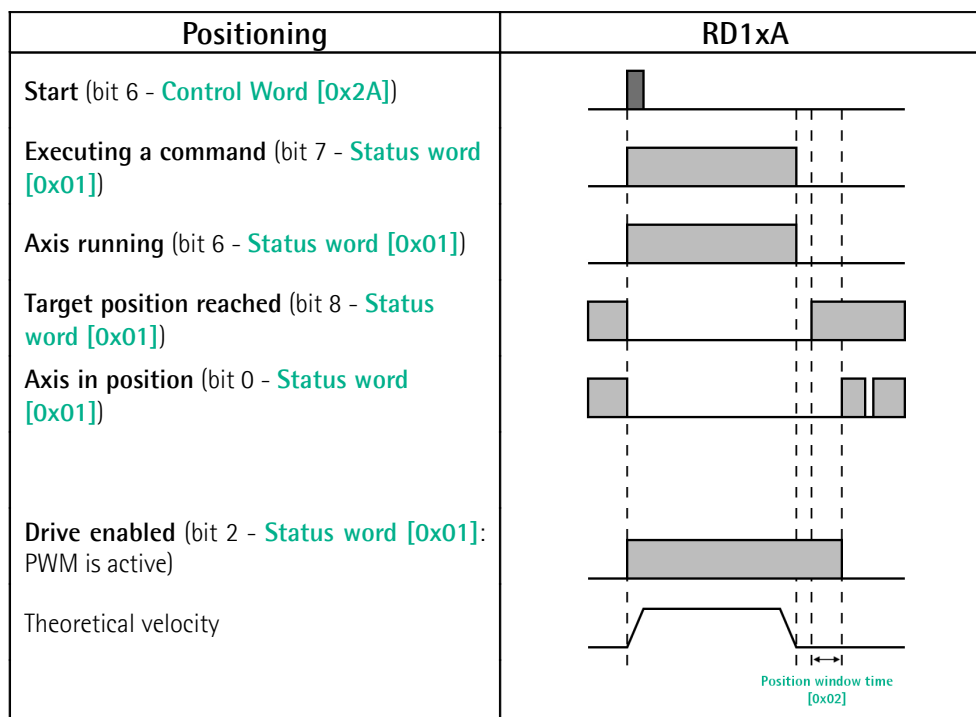 Positioning
RD1xA
Start (bit 6 - Control Word [0x2A])
Executing a command (bit 7 - Status word
[0x01])
Axis running (bit 6 - Status word [0x01])
Target position reached (bit 8 - Status
word [0x01])
Axis in position (bit 0 - Status word
[0x01])
Drive enabled (bit 2 - Status word [0x01]:
PWM is active)
Theoretical velocity
Position window time
[0x02]